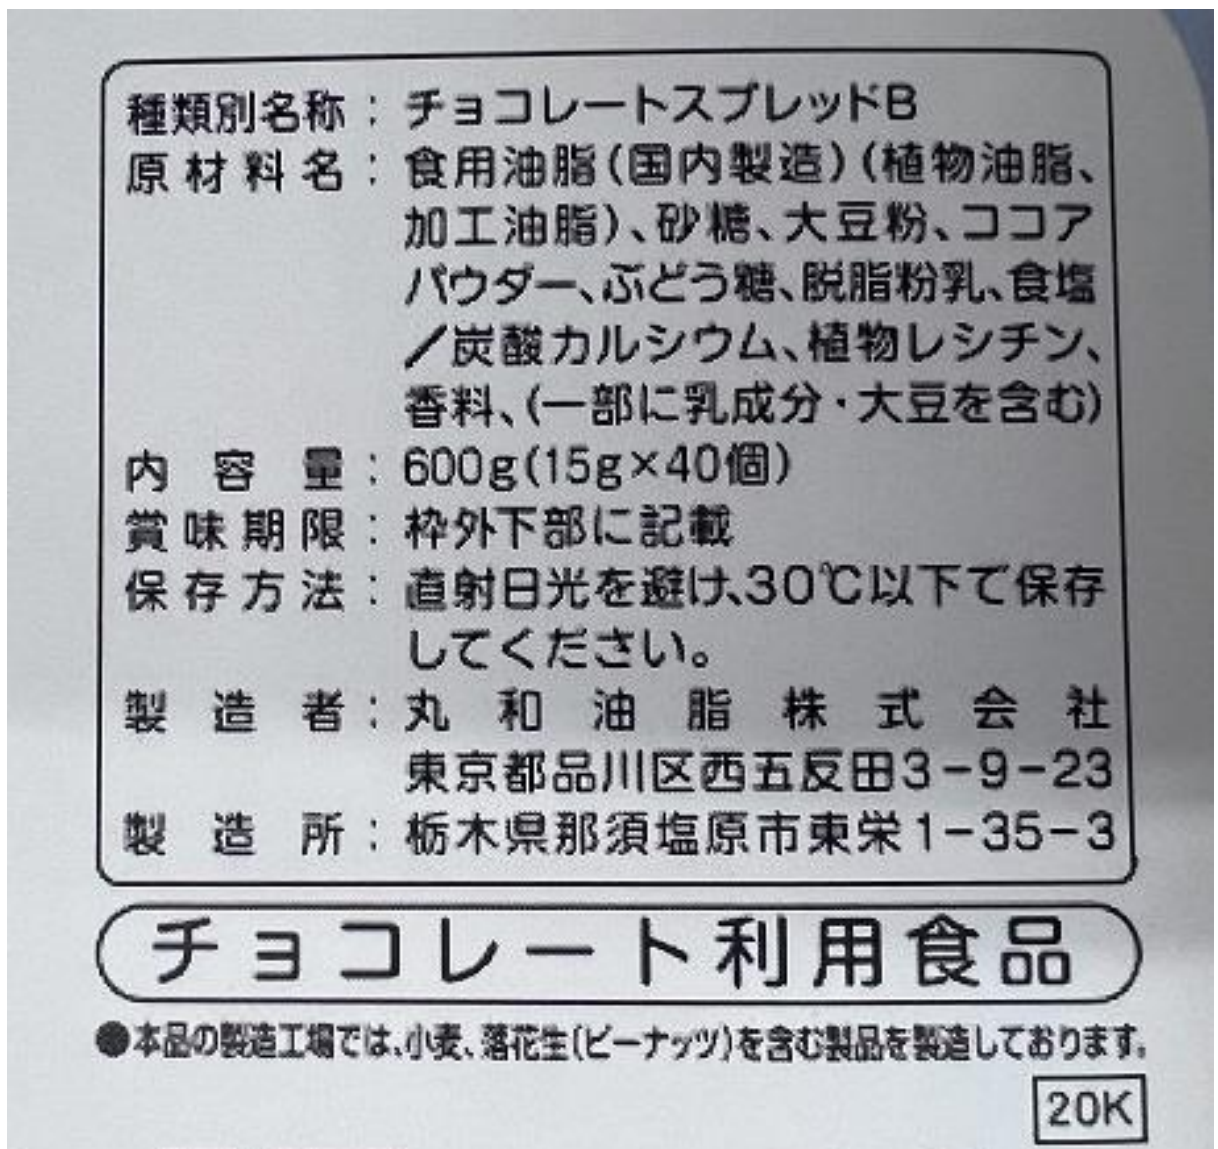 種類別名称：チョコレートスプレッドB
原材料名：食用油脂(国内製造)(植物油脂、
加工油脂)、砂糖、大豆粉、ココア
パウダー、ぶどう糖、脱脂粉乳、食塩
／炭酸カルシウム、植物レシチン、
香料、(一部に乳成分・大豆を含む)
内容量：600g(15g×40個)
賞味期限：枠外下部に記載
保存方法：直射日光を避け、30℃以下で保存
してください。
製造者：丸和油脂株式会社
東京都品川区西五反田3-9-23
製造所：栃木県那須塩原市東栄1-35-3
チョコレート利用食品
●本品の製造工場では、小麦、落花生(ピーナッツ)を含む製品を製造しております。
20K